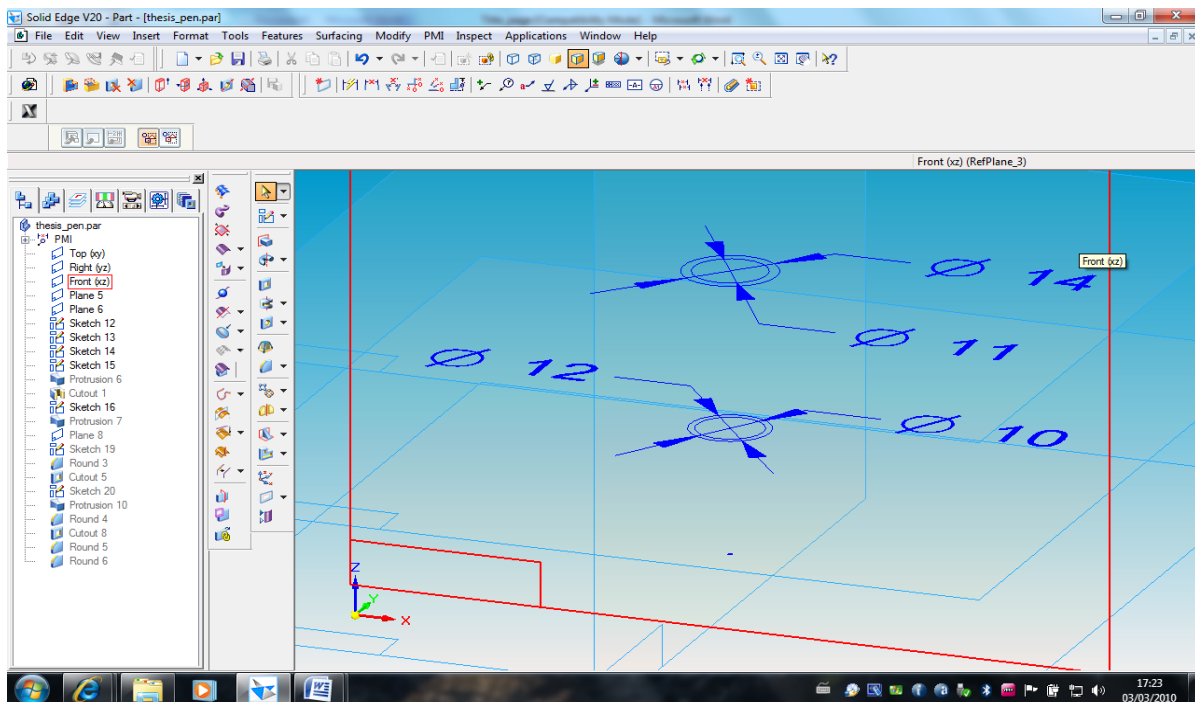 Solid Edge V20 - Part - [thesis_pen.par]
File Edit View Insert Format Tools Features Surfacing Modify PMI Inspect Applications Window Help
Front (xz) (RefPlane_3)
thesis_pen.par
PMI
Top (xy)
Right (yz)
Front (xz)
Plane 5
Plane 6
Sketch 12
Sketch 13
Sketch 14
Sketch 15
Protrusion 6
Cutout 1
Sketch 16
Protrusion 7
Plane 8
Sketch 19
Round 3
Cutout 5
Sketch 20
Protrusion 10
Round 4
Cutout 8
Round 5
Round 6
Front (xz)
Ø 14
Ø 11
Ø 12
Ø 10
Z
Y
X
17:23
03/03/2010